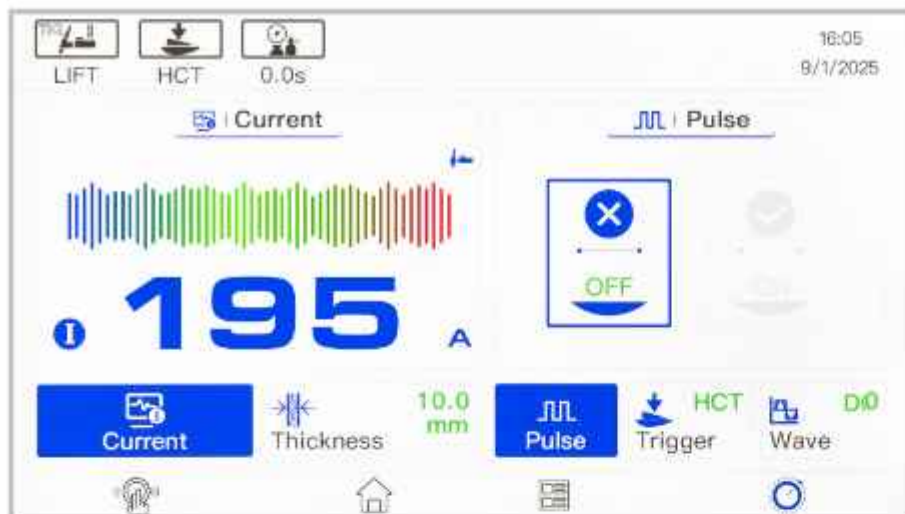 TIG
LIFT
HCT
0.0s
16:05
9/1/2025
Current
Pulse
195
A
OFF
Current
Thickness
10.0
mm
Pulse
HCT
Trigger
Wave